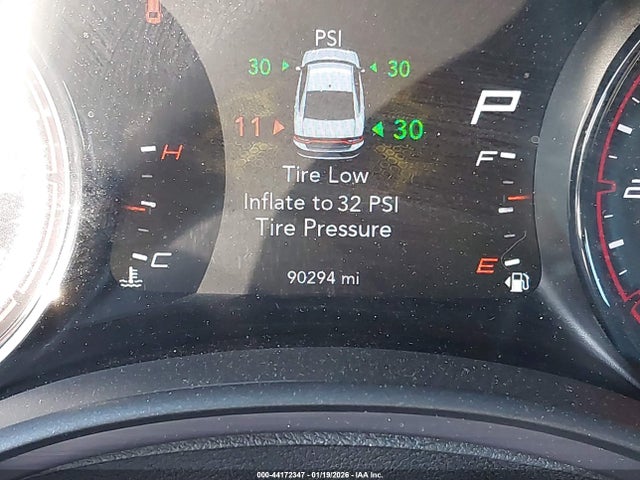 PSI
30 30
11 30
P
H
F
Tire Low
Inflate to 32 PSI
Tire Pressure
C
E
90294 mi
000-44172347 - 01/19/2026 - IAA Inc.